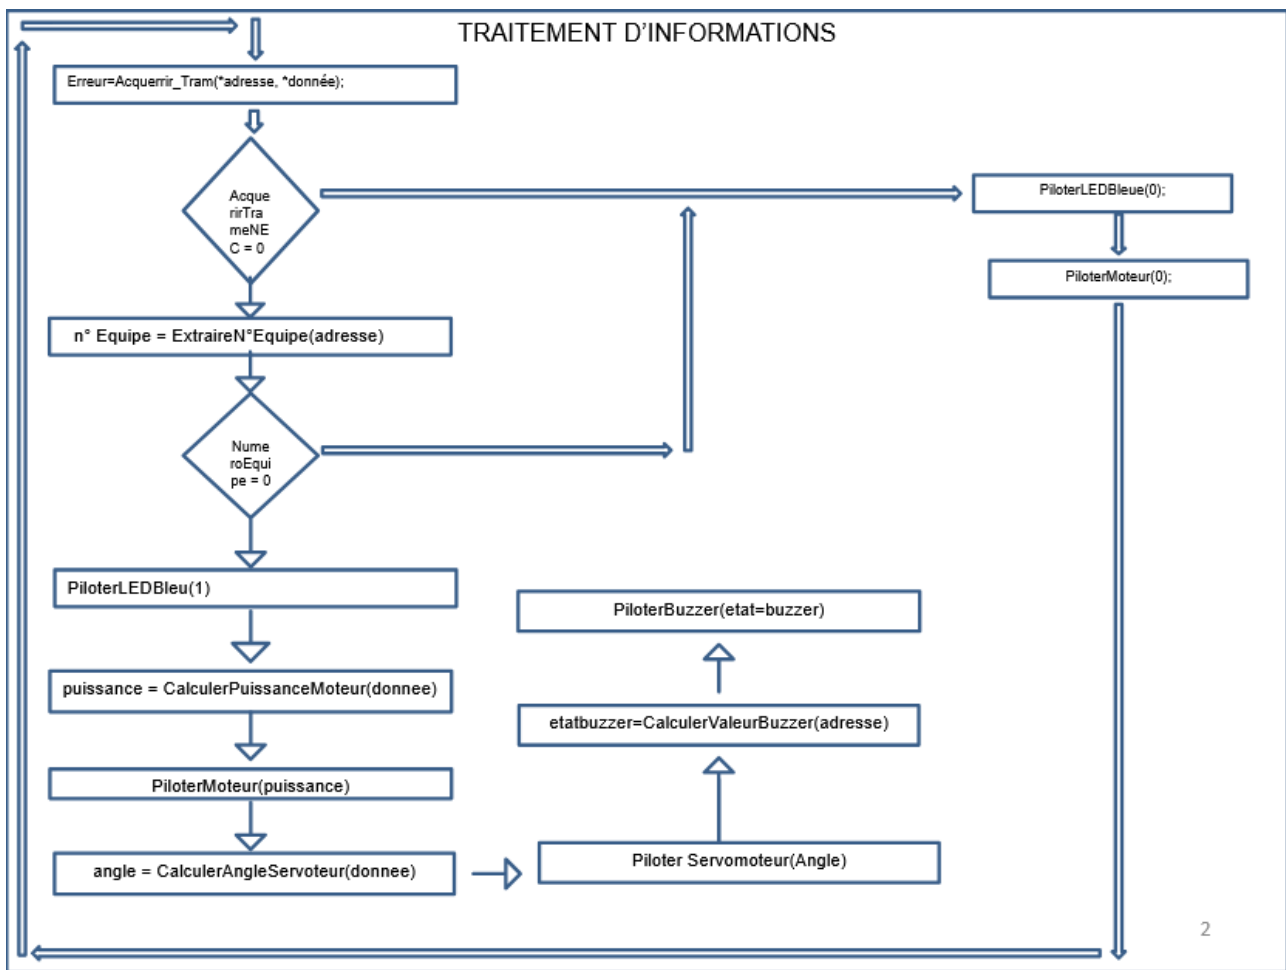 TRAITEMENT D'INFORMATIONS
Erreur=Acquerrir_Tram(*adresse, *donnée);
Acque
rirTra
meNE
C = 0
PiloterLEDBleue(0);
PiloterMoteur(0);
n° Equipe = ExtraireN°Equipe(adresse)
Nume
roEqui
pe = 0
PiloterLEDBleu(1)
puissance = CalculerPuissanceMoteur(donnee)
PiloterMoteur(puissance)
angle = CalculerAngleServoteur(donnee)
Piloter Servomoteur(Angle)
etatbuzzer=CalculerValeurBuzzer(adresse)
PiloterBuzzer(etat=buzzer)
2